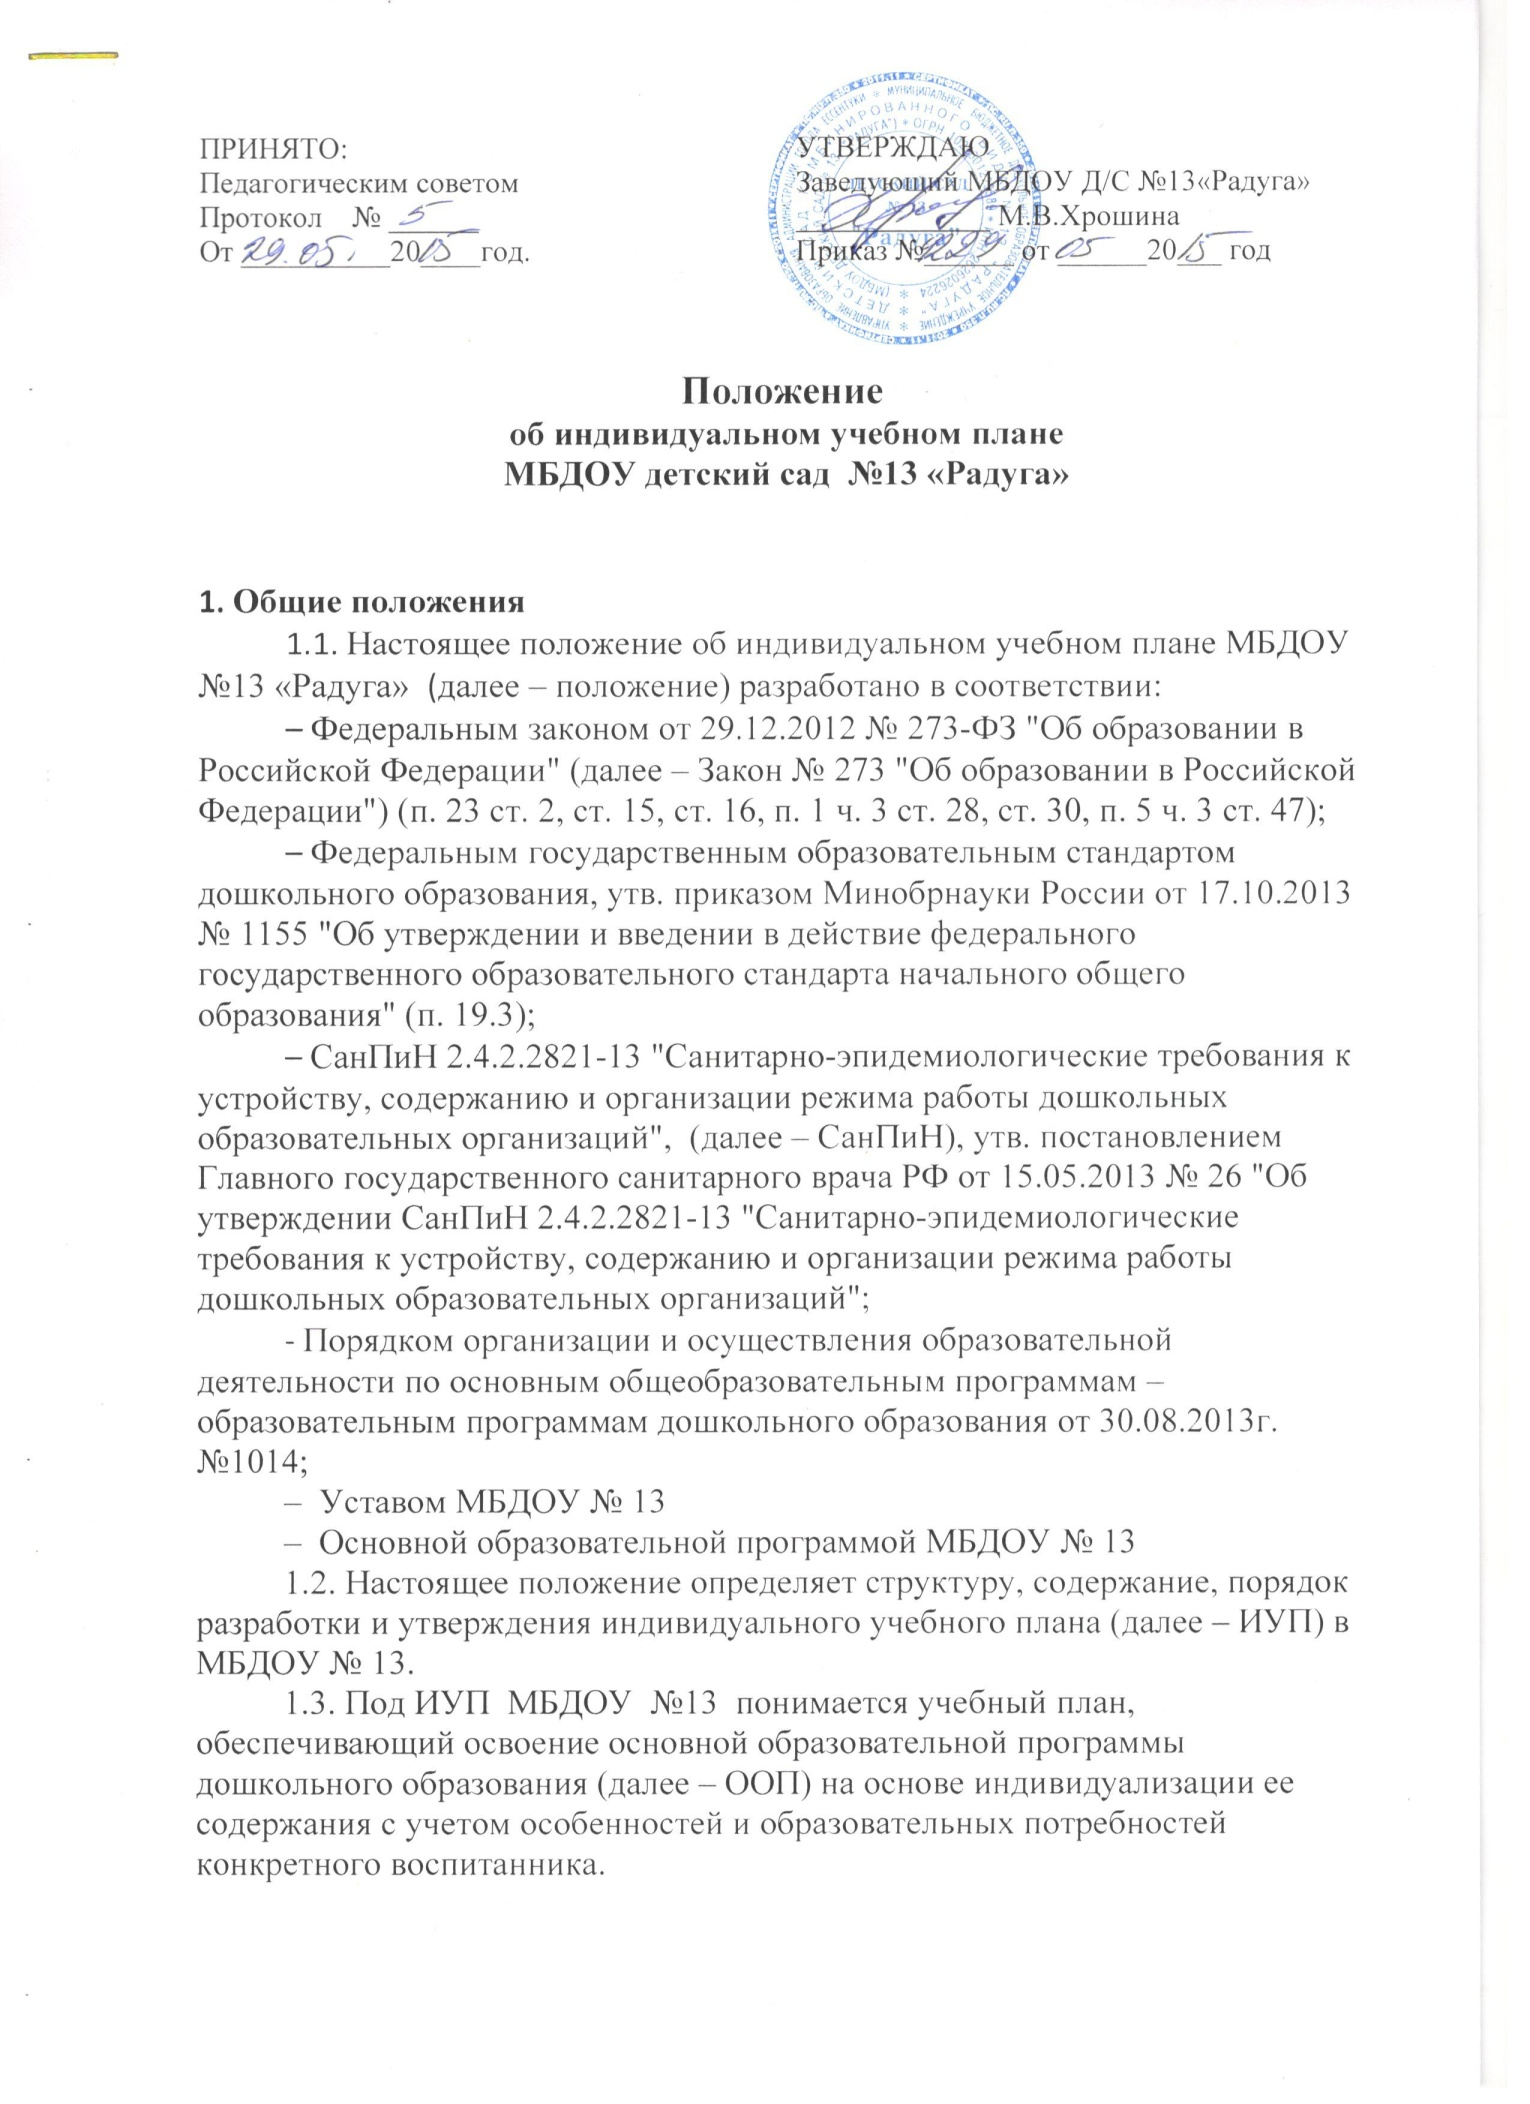 ПРИНЯТО:
Педагогическим советом
Протокол № 5
От 29.05. 2015 год.
УТВЕРЖДАЮ
Заведующий МБДОУ Д/С №13«Радуга»
М.В.Хрошина
Приказ № от 05 2015 год
Положение
об индивидуальном учебном плане
МБДОУ детский сад №13 «Радуга»
1. Общие положения
1.1. Настоящее положение об индивидуальном учебном плане МБДОУ
№13 «Радуга» (далее – положение) разработано в соответствии:
– Федеральным законом от 29.12.2012 № 273-ФЗ "Об образовании в
Российской Федерации" (далее – Закон № 273 "Об образовании в Российской
Федерации") (п. 23 ст. 2, ст. 15, ст. 16, п. 1 ч. 3 ст. 28, ст. 30, п. 5 ч. 3 ст. 47);
– Федеральным государственным образовательным стандартом
дошкольного образования, утв. приказом Минобрнауки России от 17.10.2013
№ 1155 "Об утверждении и введении в действие федерального
государственного образовательного стандарта начального общего
образования" (п. 19.3);
– СанПиН 2.4.2.2821-13 "Санитарно-эпидемиологические требования к
устройству, содержанию и организации режима работы дошкольных
образовательных организаций", (далее – СанПиН), утв. постановлением
Главного государственного санитарного врача РФ от 15.05.2013 № 26 "Об
утверждении СанПиН 2.4.2.2821-13 "Санитарно-эпидемиологические
требования к устройству, содержанию и организации режима работы
дошкольных образовательных организаций";
- Порядком организации и осуществления образовательной
деятельности по основным общеобразовательным программам –
образовательным программам дошкольного образования от 30.08.2013г.
№1014;
– Уставом МБДОУ № 13
– Основной образовательной программой МБДОУ № 13
1.2. Настоящее положение определяет структуру, содержание, порядок
разработки и утверждения индивидуального учебного плана (далее – ИУП) в
МБДОУ № 13.
1.3. Под ИУП МБДОУ №13 понимается учебный план,
обеспечивающий освоение основной образовательной программы
дошкольного образования (далее – ООП) на основе индивидуализации ее
содержания с учетом особенностей и образовательных потребностей
конкретного воспитанника.